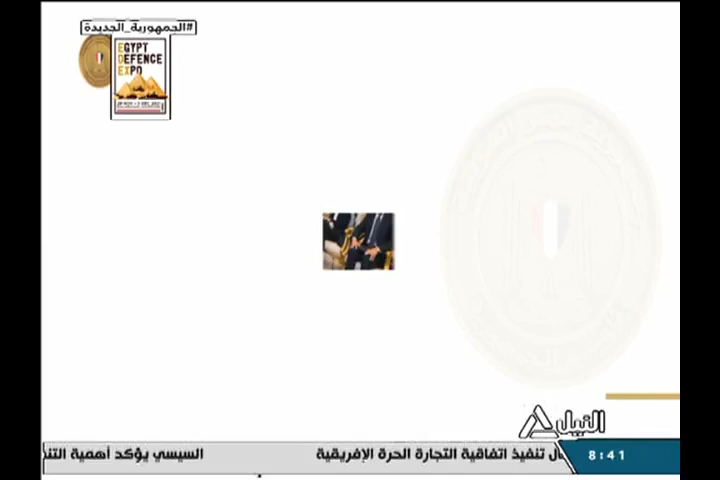 #الجمهورية_الجديدة
EGYPT
DEFENCE
EXPO
النيل
السيسي يؤكد أهمية
ل تنفيذ اتفاقية التجارة الحرة الإفريقية
8:41